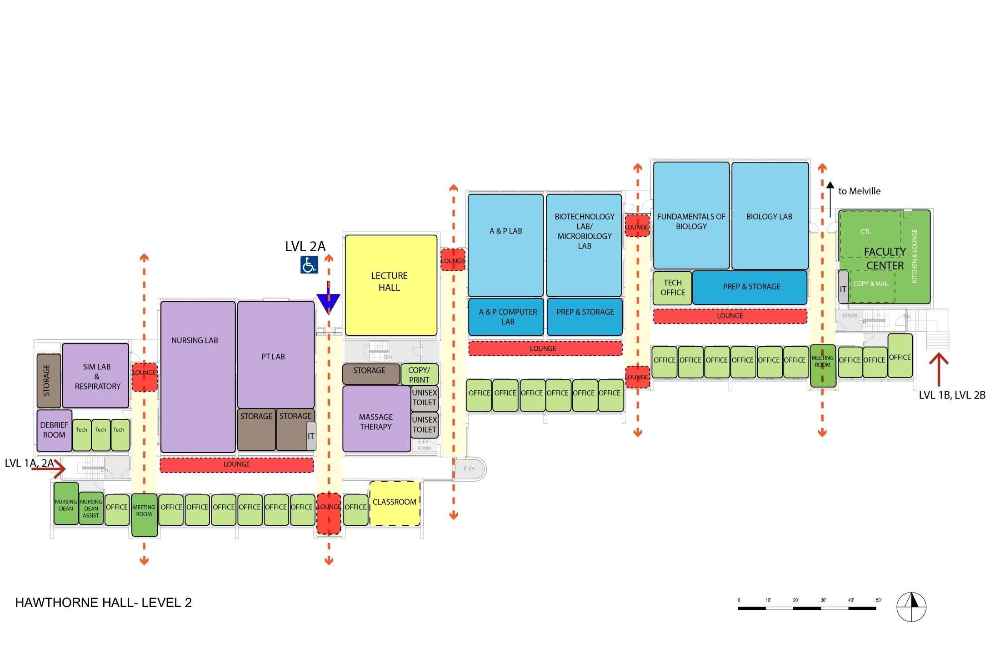 to Melville
FUNDAMENTALS OF
BIOLOGY
BIOLOGY LAB
BIOTECHNOLOGY
LAB/
MICROBIOLOGY
LAB
A & P LAB
LOUNGE
CTL
FACULTY
CENTER
KITCHEN & LOUNGE
COPY & MAIL
IT
LVL 2A
LOUNGE
LECTURE
HALL
TECH
OFFICE
PREP & STORAGE
A & P COMPUTER
LAB
PREP & STORAGE
LOUNGE
STAIRS
DN
DN
NURSING LAB
PT LAB
LOUNGE
DN
STORAGE
SIM LAB
&
RESPIRATORY
LOUNGE
STORAGE
COPY/
PRINT
OFFICE
OFFICE
OFFICE
OFFICE
OFFICE
OFFICE
MEETING
ROOM
OFFICE
OFFICE
OFFICE
LOUNGE
OFFICE
OFFICE
OFFICE
OFFICE
OFFICE
OFFICE
LVL 1B, LVL 2B
UNISEX
TOILET
UNISEX
TOILET
MASSAGE
THERAPY
STORAGE
STORAGE
IT
ELEV.
ROOM
DEBRIEF
ROOM
Tech
Tech
Tech
LVL 1A, 2A
DN
LOUNGE
ELEV.
NURSING
DEAN
NURSING
DEAN
ASSIST.
OFFICE
MEETING
ROOM
OFFICE
OFFICE
OFFICE
OFFICE
OFFICE
OFFICE
LOUNGE
OFFICE
CLASSROOM
HAWTHORNE HALL- LEVEL 2
0 10' 20' 30' 40' 50'